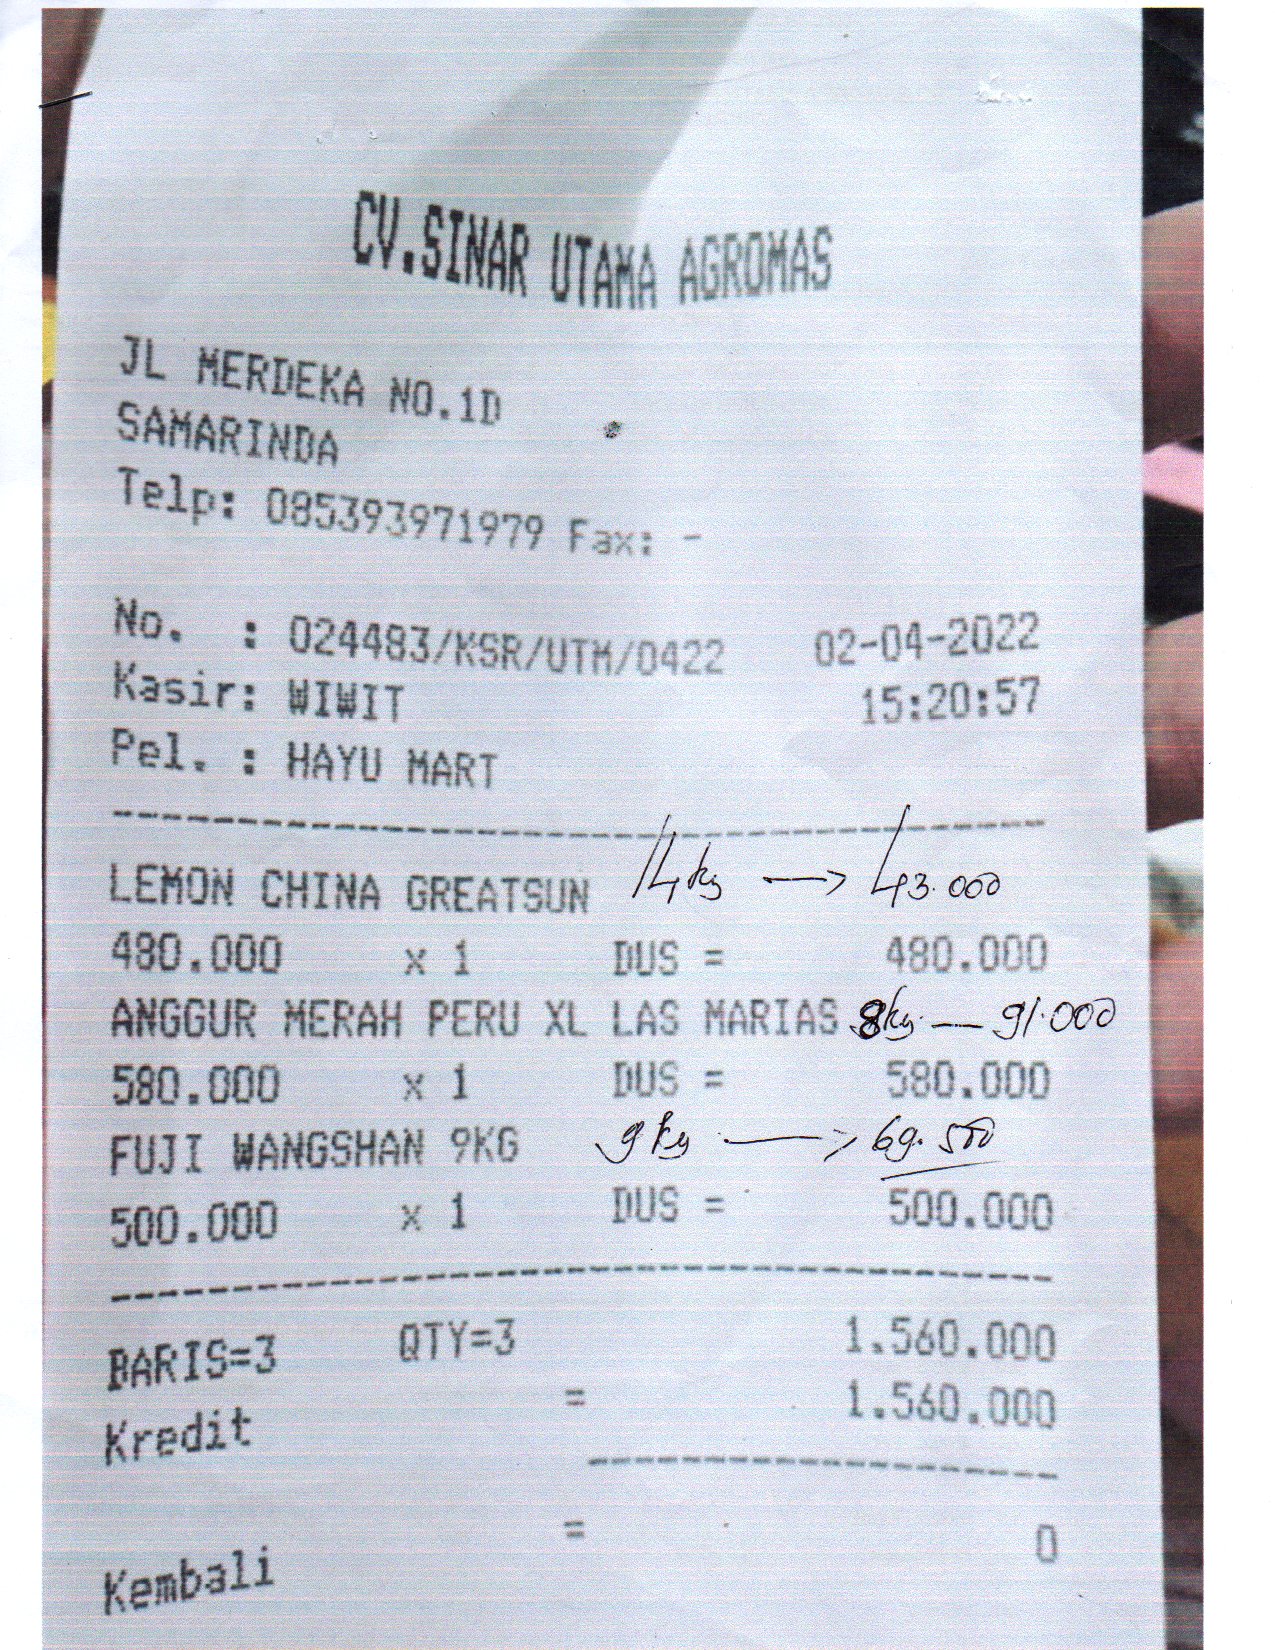 CV.SINAR UTAMA AGROMAS
JL MERDEKA NO.1D
SAMARINDA
Telp: 085393971979 Fax: -
No. : 024483/KSR/UTM/0422 02-04-2022
Kasir: WIWIT 15:20:57
Pel. : HAYU MART
LEMON CHINA GREATSUN 14kg → 43.000
480.000 x 1 DUS = 480.000
ANGGUR MERAH PERU XL LAS MARIAS 8kg — 91.000
580.000 x 1 DUS = 580.000
FUJI WANGSHAN 9KG 9kg → 69.500
500.000 x 1 DUS = 500.000
BARIS=3 QTY=3 1.560.000
Kredit = 1.560.000
Kembali = 0